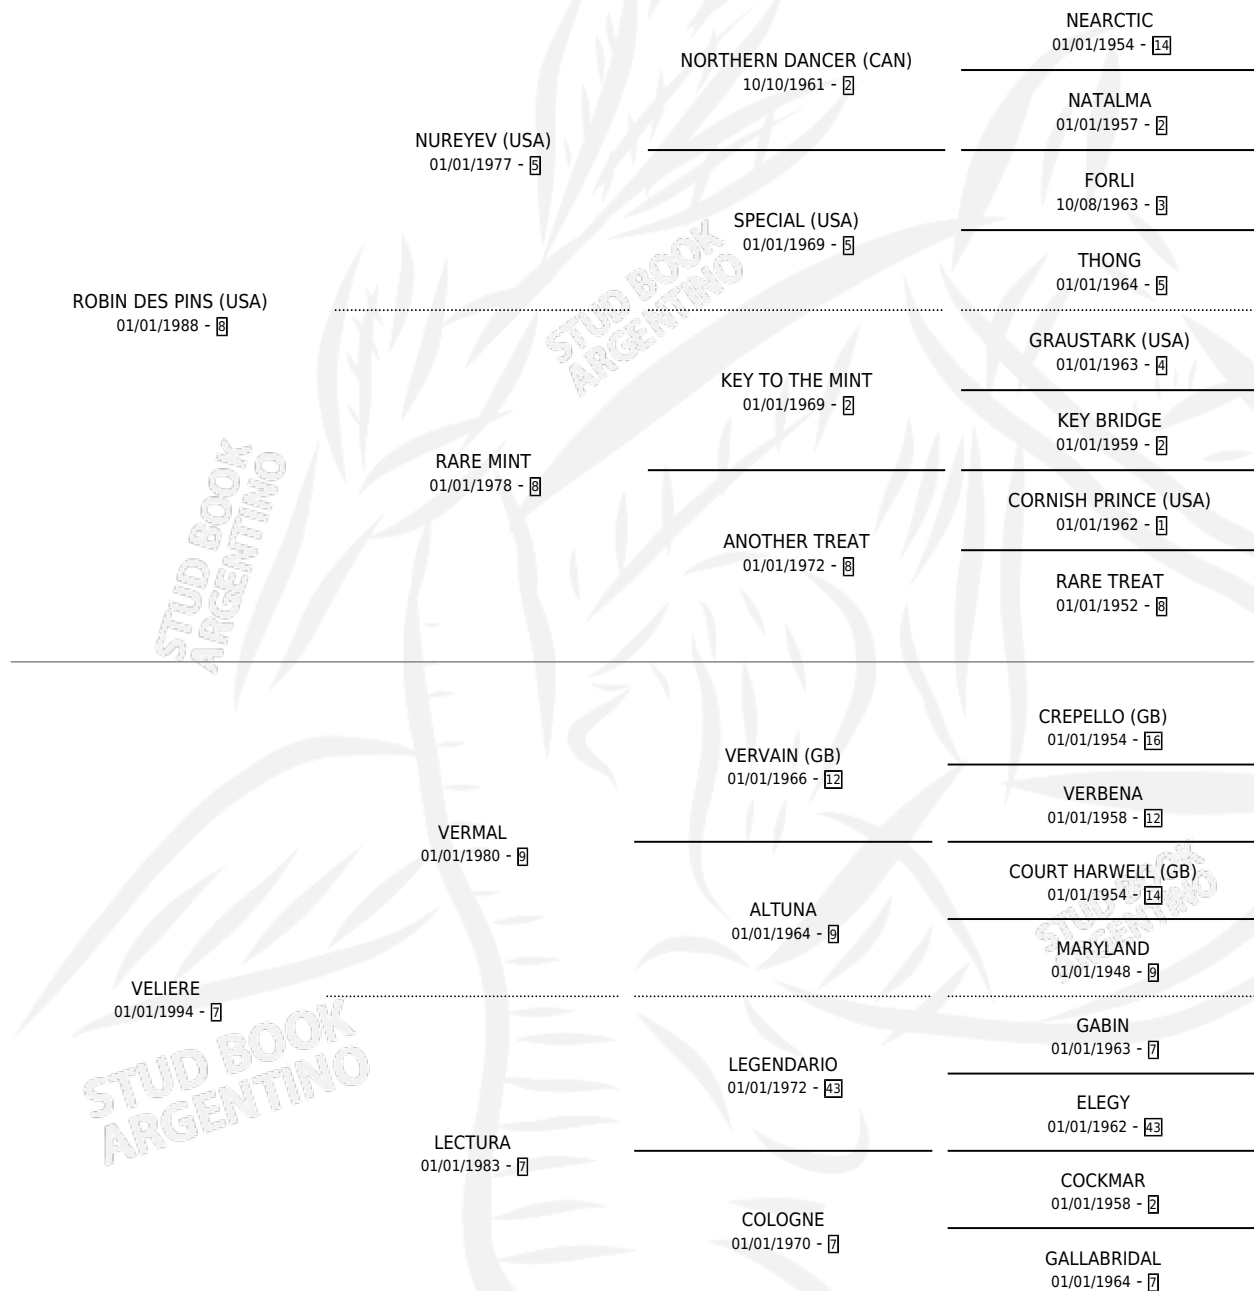 NEARCTIC
01/01/1954 - 14
NORTHERN DANCER (CAN)
10/10/1961 - 2
NATALMA
01/01/1957 - 2
NUREYEV (USA)
01/01/1977 - 5
FORLI
10/08/1963 - 3
SPECIAL (USA)
01/01/1969 - 5
THONG
01/01/1964 - 5
ROBIN DES PINS (USA)
01/01/1988 - 8
GRAUSTARK (USA)
01/01/1963 - 4
KEY TO THE MINT
01/01/1969 - 2
KEY BRIDGE
01/01/1959 - 2
RARE MINT
01/01/1978 - 8
CORNISH PRINCE (USA)
01/01/1962 - 1
ANOTHER TREAT
01/01/1972 - 8
RARE TREAT
01/01/1952 - 8
CREPELLO (GB)
01/01/1954 - 16
VERVAIN (GB)
01/01/1966 - 12
VERBENA
01/01/1958 - 12
VERMAL
01/01/1980 - 9
COURT HARWELL (GB)
01/01/1954 - 14
ALTUNA
01/01/1964 - 9
MARYLAND
01/01/1948 - 9
VELIERE
01/01/1994 - 7
GABIN
01/01/1963 - 7
LEGENDARIO
01/01/1972 - 43
ELEGY
01/01/1962 - 43
LECTURA
01/01/1983 - 7
COCKMAR
01/01/1958 - 2
COLOGNE
01/01/1970 - 7
GALLABRIDAL
01/01/1964 - 7
STUD BOOK
ARGENTINO
STUD BOOK
ARGENTINO
STUD BOOK
ARGENTINO
STUD BOOK
ARGENTINO